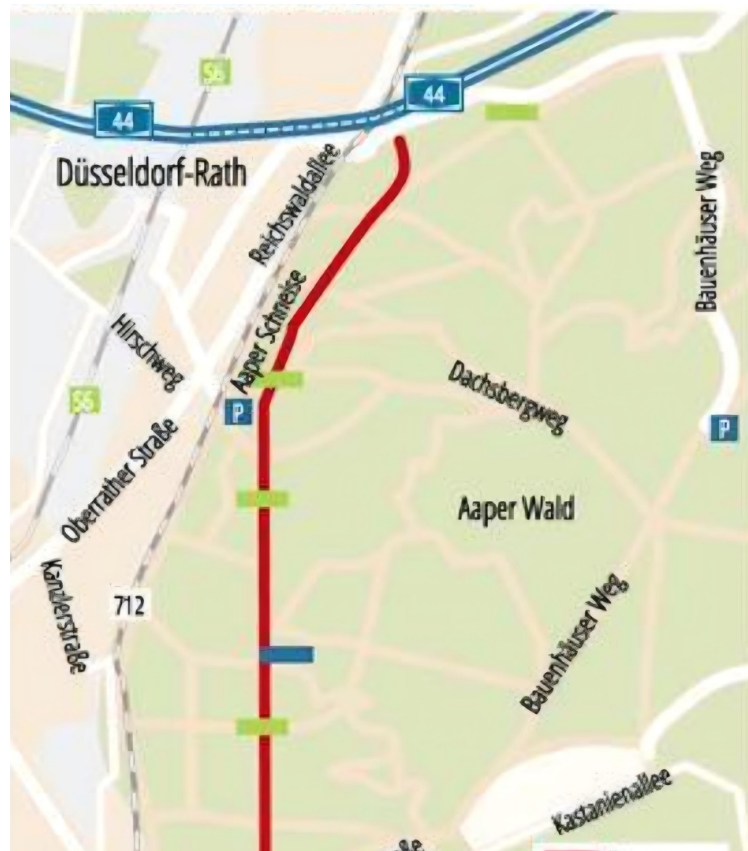 S6
44
44
Düsseldorf-Rath
Reichswaldallee
Bauenhäuser Weg
Aaper Schneise
Hirschweg
S6
P
Dachsbergweg
P
Oberrather Straße
Aaper Wald
Kanzlerstraße
712
Bauenhäuser Weg
Kastanienallee